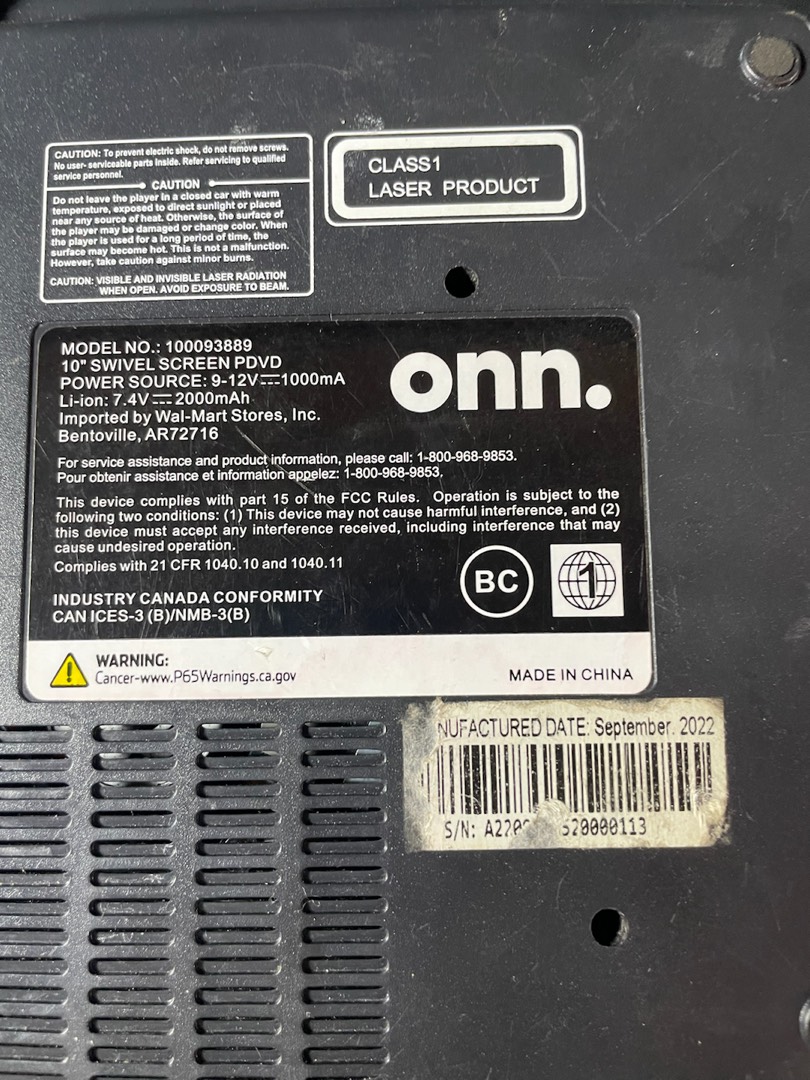 CAUTION: To prevent electric shock, do not remove screws.
No user- serviceable parts inside. Refer servicing to qualified
service personnel.
CAUTION
Do not leave the player in a closed car with warm
temperature, exposed to direct sunlight or placed
near any source of heat. Otherwise, the surface of
the player may be damaged or change color. When
the player is used for a long period of time, the
surface may become hot. This is not a malfunction.
However, take caution against minor burns.
CAUTION: VISIBLE AND INVISIBLE LASER RADIATION
WHEN OPEN. AVOID EXPOSURE TO BEAM.
CLASS1
LASER PRODUCT
MODEL NO.: 100093889
10" SWIVEL SCREEN PDVD
POWER SOURCE: 9-12V⎓1000mA
Li-ion: 7.4V⎓2000mAh
Imported by Wal-Mart Stores, Inc.
Bentoville, AR72716
onn.
For service assistance and product information, please call: 1-800-968-9853.
Pour obtenir assistance et information appelez: 1-800-968-9853.
This device complies with part 15 of the FCC Rules. Operation is subject to the
following two conditions: (1) This device may not cause harmful interference, and (2)
this device must accept any interference received, including interference that may
cause undesired operation.
Complies with 21 CFR 1040.10 and 1040.11
BC
1
INDUSTRY CANADA CONFORMITY
CAN ICES-3 (B)/NMB-3(B)
WARNING:
Cancer-www.P65Warnings.ca.gov
MADE IN CHINA
NUFACTURED DATE: September. 2022
S/N: A220 520000113